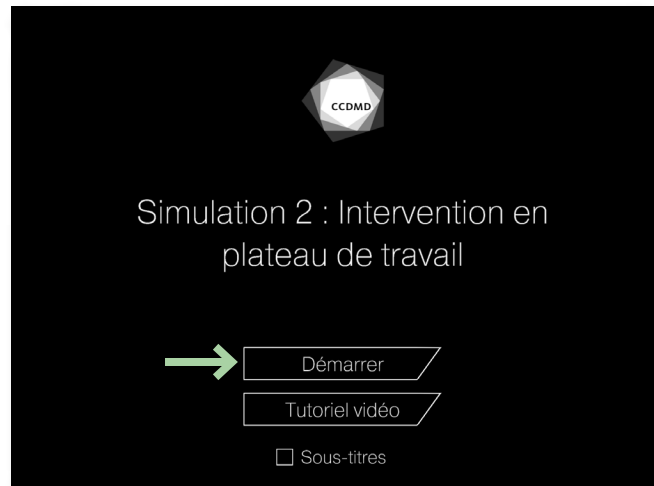 CCDMD
Simulation 2 : Intervention en
plateau de travail
Démarrer
Tutoriel vidéo
Sous-titres